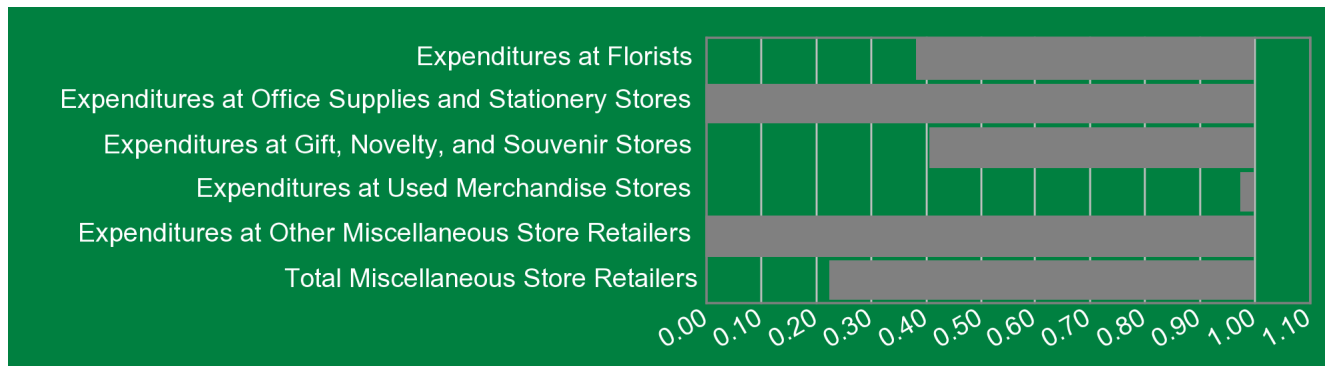 Expenditures at Florists
Expenditures at Office Supplies and Stationery Stores
Expenditures at Gift, Novelty, and Souvenir Stores
Expenditures at Used Merchandise Stores
Expenditures at Other Miscellaneous Store Retailers
Total Miscellaneous Store Retailers
0.00 0.10 0.20 0.30 0.40 0.50 0.60 0.70 0.80 0.90 1.00 1.10